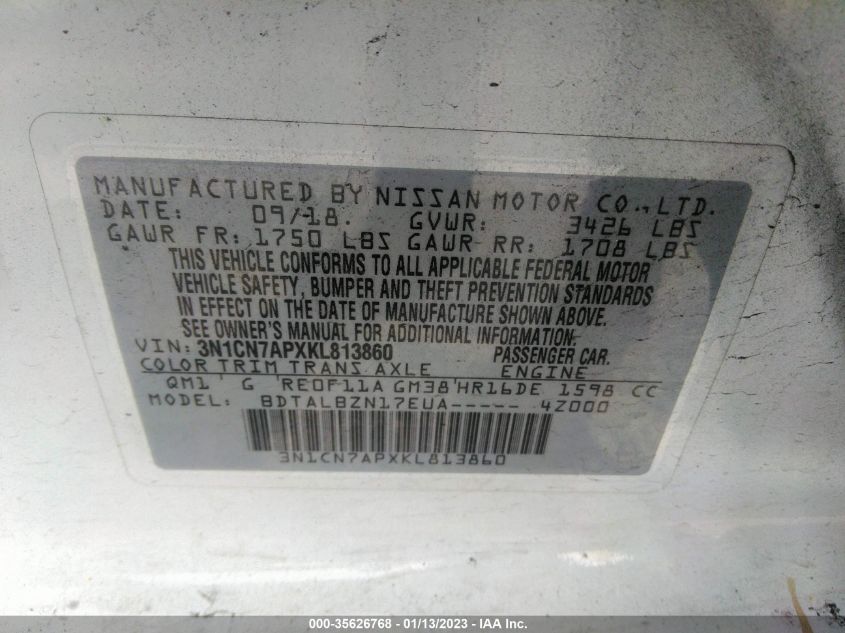 MANUFACTURED BY NISSAN MOTOR CO., LTD.
DATE: 09/18. GVWR: 3426 LBS
GAWR FR: 1750 LBS GAWR RR: 1708 LBS
THIS VEHICLE CONFORMS TO ALL APPLICABLE FEDERAL MOTOR
VEHICLE SAFETY, BUMPER AND THEFT PREVENTION STANDARDS
IN EFFECT ON THE DATE OF MANUFACTURE SHOWN ABOVE.
SEE OWNER'S MANUAL FOR ADDITIONAL INFORMATION.
VIN: 3N1CN7APXKL813860 PASSENGER CAR.
COLOR TRIM TRANS AXLE ENGINE
QM1 G RE0F11A GM38 HR16DE 1598 CC
MODEL: BDTALBZN17EUA----- 4Z000
3N1CN7APXKL813860
000-35626768 - 01/13/2023 - IAA Inc.